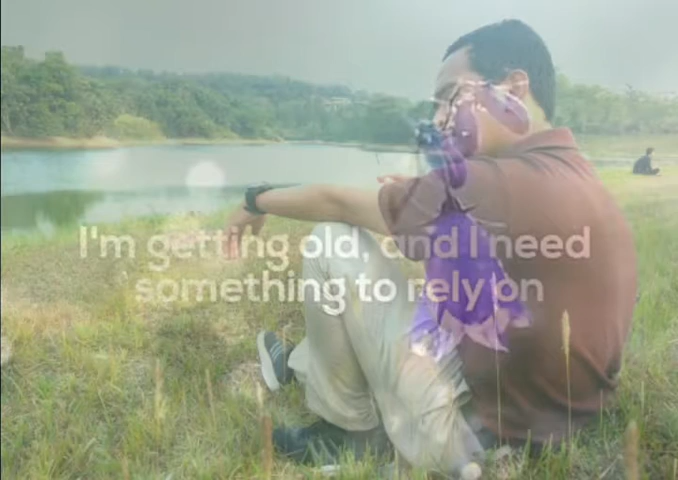 I'm getting old, and I need
something to rely on